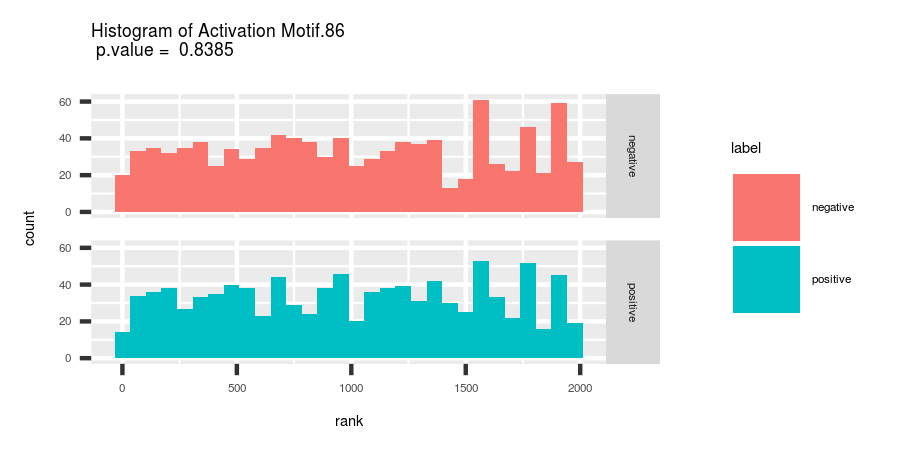 Histogram of Activation Motif.86
p.value = 0.8385
count
60
40
20
0
negative
60
40
20
0
positive
0 500 1000 1500 2000
rank
label
negative
positive